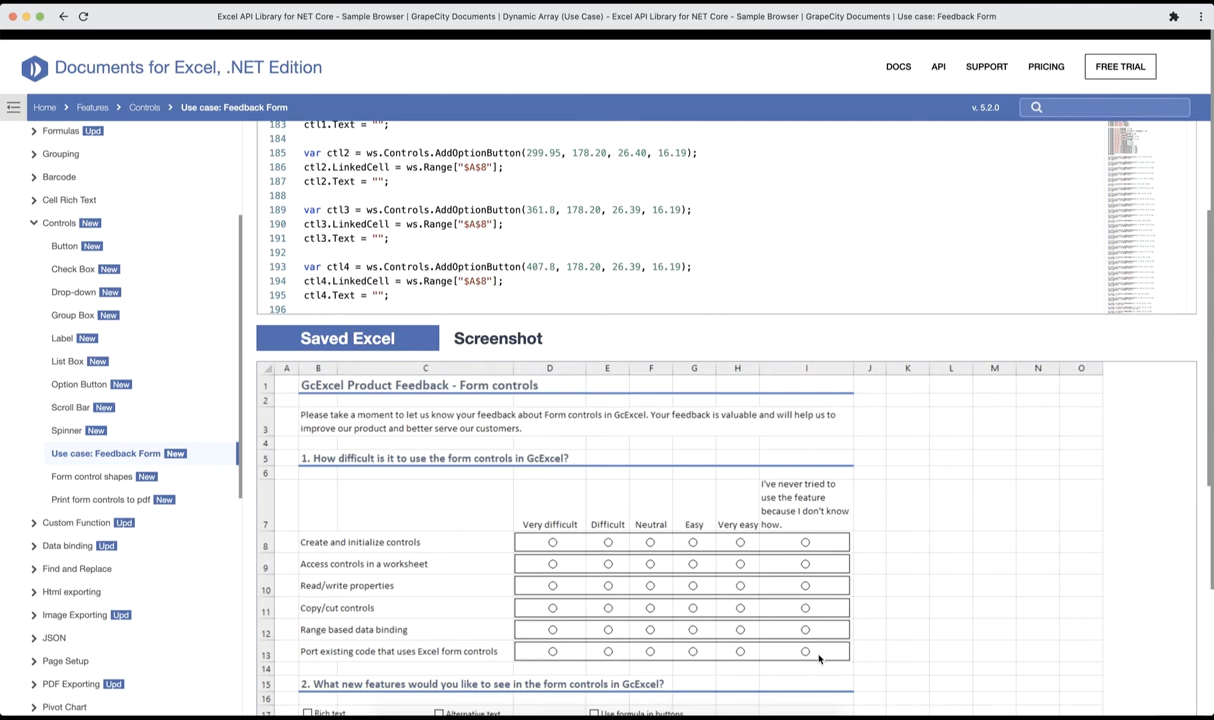 Excel API Library for NET Core - Sample Browser | GrapeCity Documents | Dynamic Array (Use Case) - Excel API Library for NET Core - Sample Browser | GrapeCity Documents | Use case: Feedback Form
Documents for Excel, .NET Edition
DOCS API SUPPORT PRICING FREE TRIAL
Home Features Controls Use case: Feedback Form v. 5.2.0
Formulas Upd
Grouping
Barcode
Cell Rich Text
Controls New
Button New
Check Box New
Drop-down New
Group Box New
Label New
List Box New
Option Button New
Scroll Bar New
Spinner New
Use case: Feedback Form New
Form control shapes New
Print form controls to pdf New
Custom Function Upd
Data binding Upd
Find and Replace
Html exporting
Image Exporting Upd
JSON
Page Setup
PDF Exporting Upd
Pivot Chart
183 ctl1.Text = "";
184
185 var ctl2 = ws.Controls.AddOptionButton(299.95, 178.20, 26.40, 16.19);
186 ctl2.LinkedCell = ws.Range["$A$8"];
187 ctl2.Text = "";
188
189 var ctl3 = ws.Controls.AddOptionButton(361.8, 178.20, 26.39, 16.19);
190 ctl3.LinkedCell = ws.Range["$A$8"];
191 ctl3.Text = "";
192
193 var ctl4 = ws.Controls.AddOptionButton(407.8, 178.20, 26.39, 16.19);
194 ctl4.LinkedCell = ws.Range["$A$8"];
195 ctl4.Text = "";
196
Saved Excel Screenshot
A B C D E F G H I J K L M N O
1 GcExcel Product Feedback - Form controls
2
Please take a moment to let us know your feedback about Form controls in GcExcel. Your feedback is valuable and will help us to
3 improve our product and better serve our customers.
4
5 1. How difficult is it to use the form controls in GcExcel?
6
I've never tried to
use the feature
because I don't know
7 Very difficult Difficult Neutral Easy Very easy how.
8 Create and initialize controls
9 Access controls in a worksheet
10 Read/write properties
11 Copy/cut controls
12 Range based data binding
13 Port existing code that uses Excel form controls
14
15 2. What new features would you like to see in the form controls in GcExcel?
16
17 Rich text Alternative text Use formula in buttons